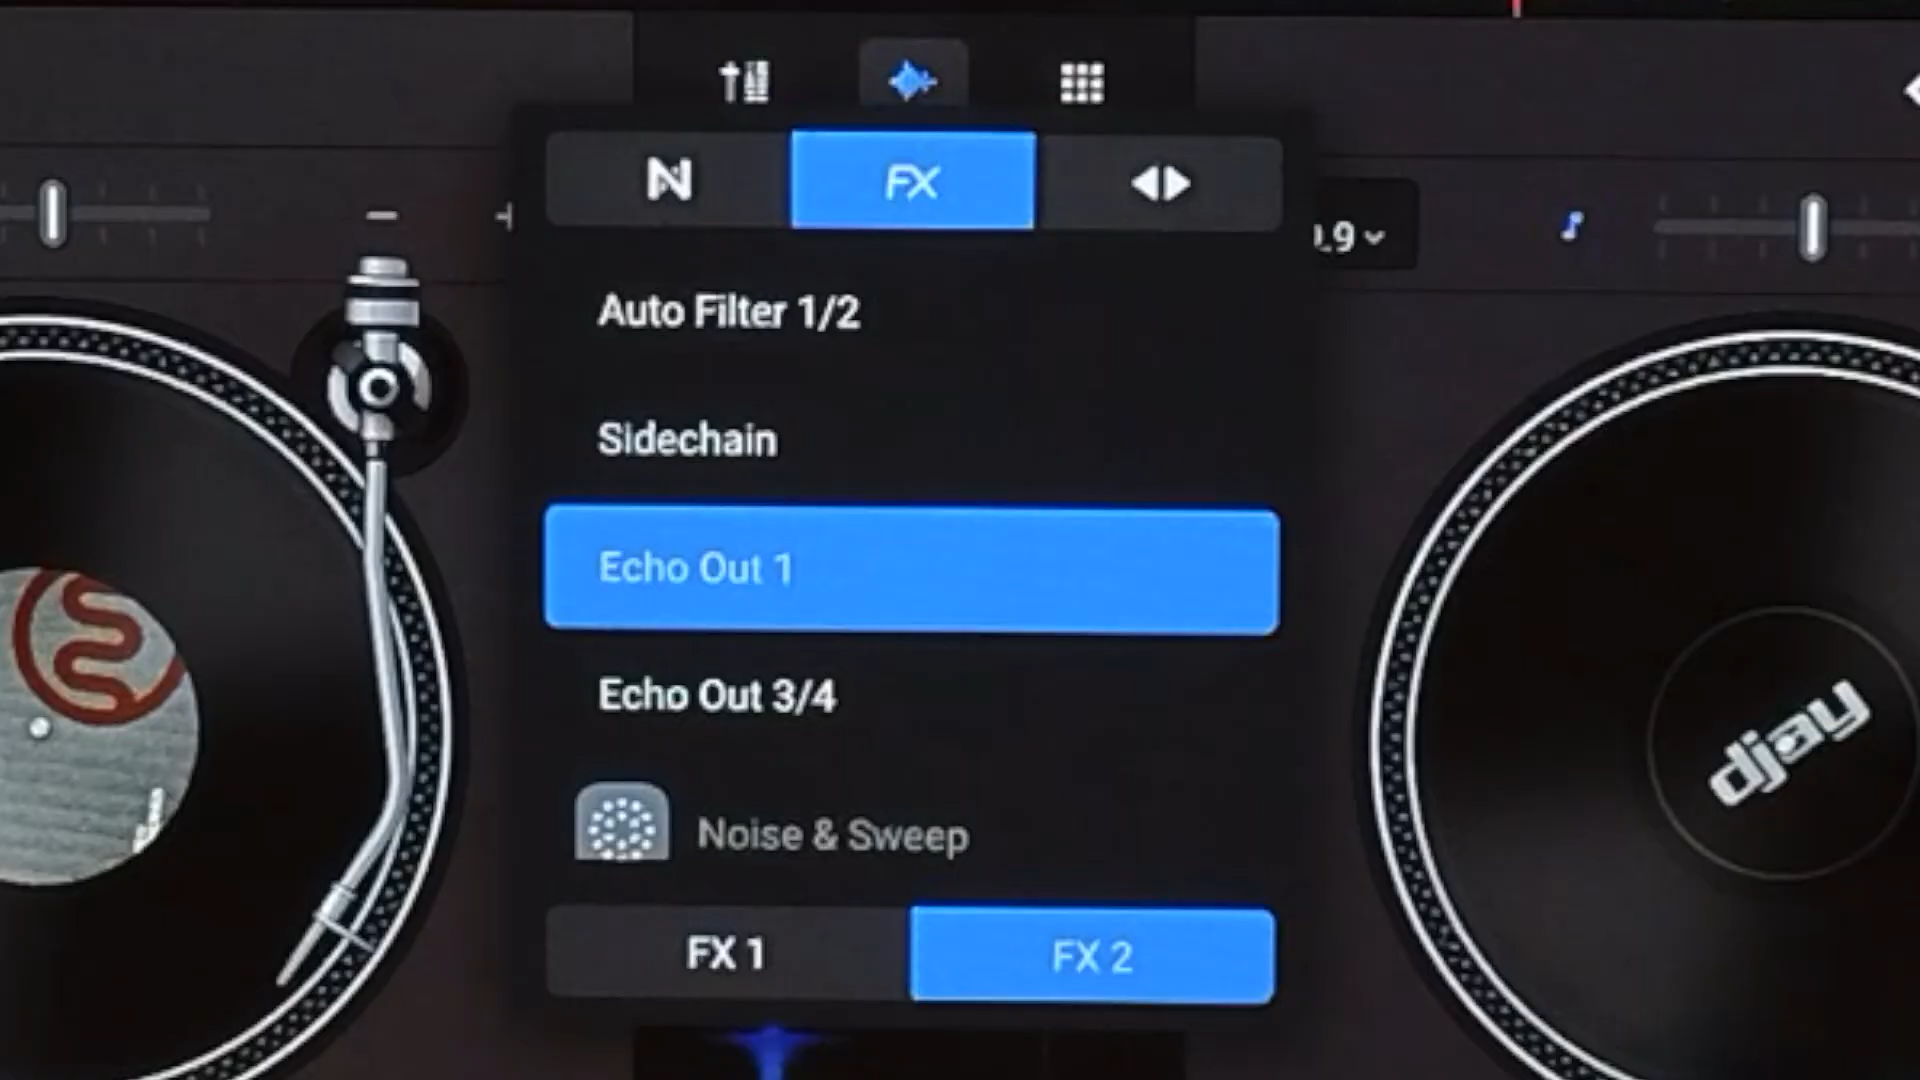 FX
.9
Auto Filter 1/2
Sidechain
Echo Out 1
Echo Out 3/4
Noise & Sweep
FX 1
FX 2
djay